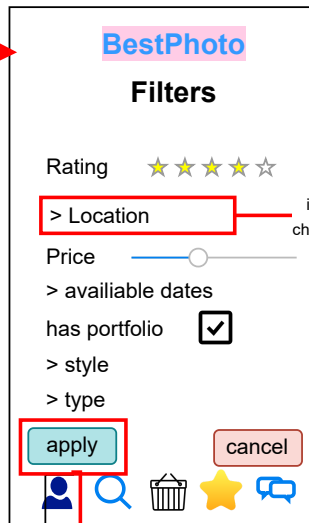 BestPhoto
Filters
Rating
> Location
Price
> availiable dates
has portfolio
> style
> type
apply
cancel